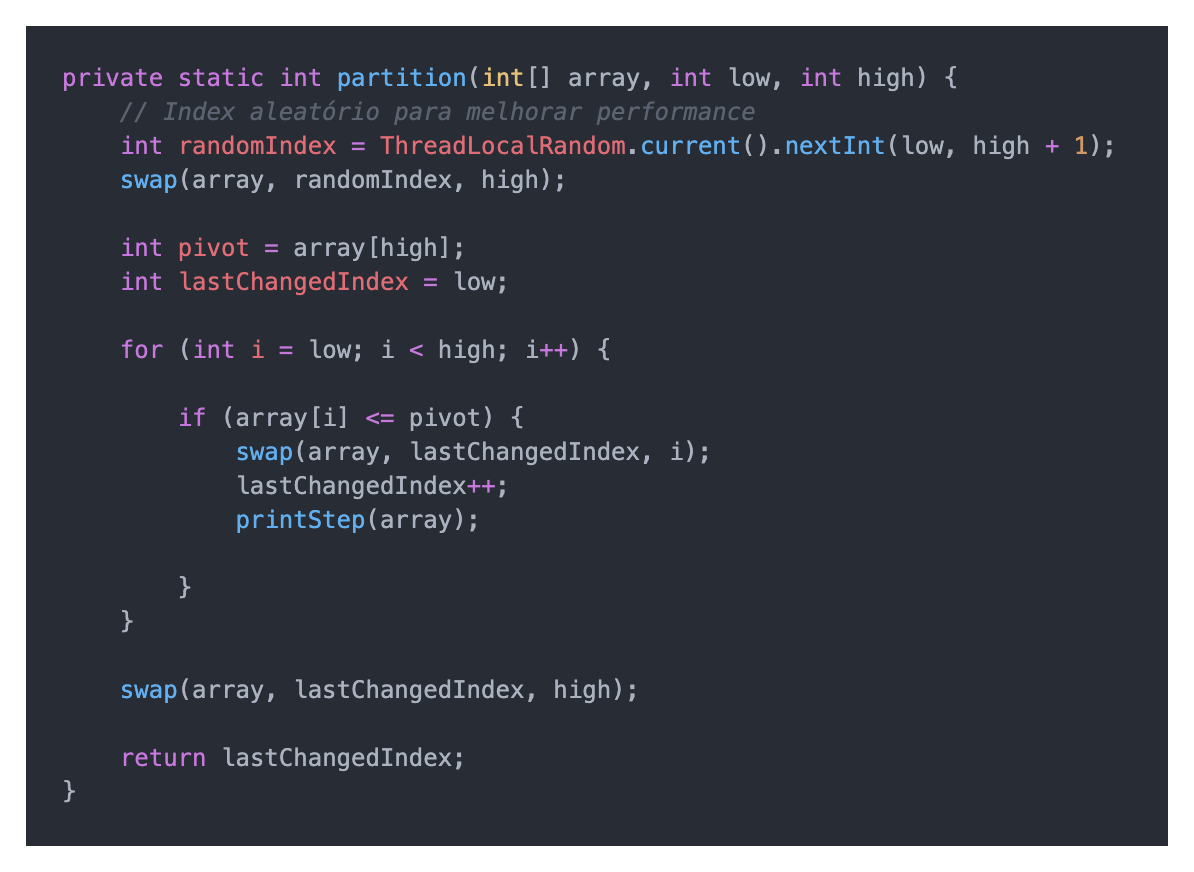 private static int partition(int[] array, int low, int high) {
    // Index aleatório para melhorar performance
    int randomIndex = ThreadLocalRandom.current().nextInt(low, high + 1);
    swap(array, randomIndex, high);

    int pivot = array[high];
    int lastChangedIndex = low;

    for (int i = low; i < high; i++) {

        if (array[i] <= pivot) {
            swap(array, lastChangedIndex, i);
            lastChangedIndex++;
            printStep(array);

        }
    }

    swap(array, lastChangedIndex, high);

    return lastChangedIndex;
}